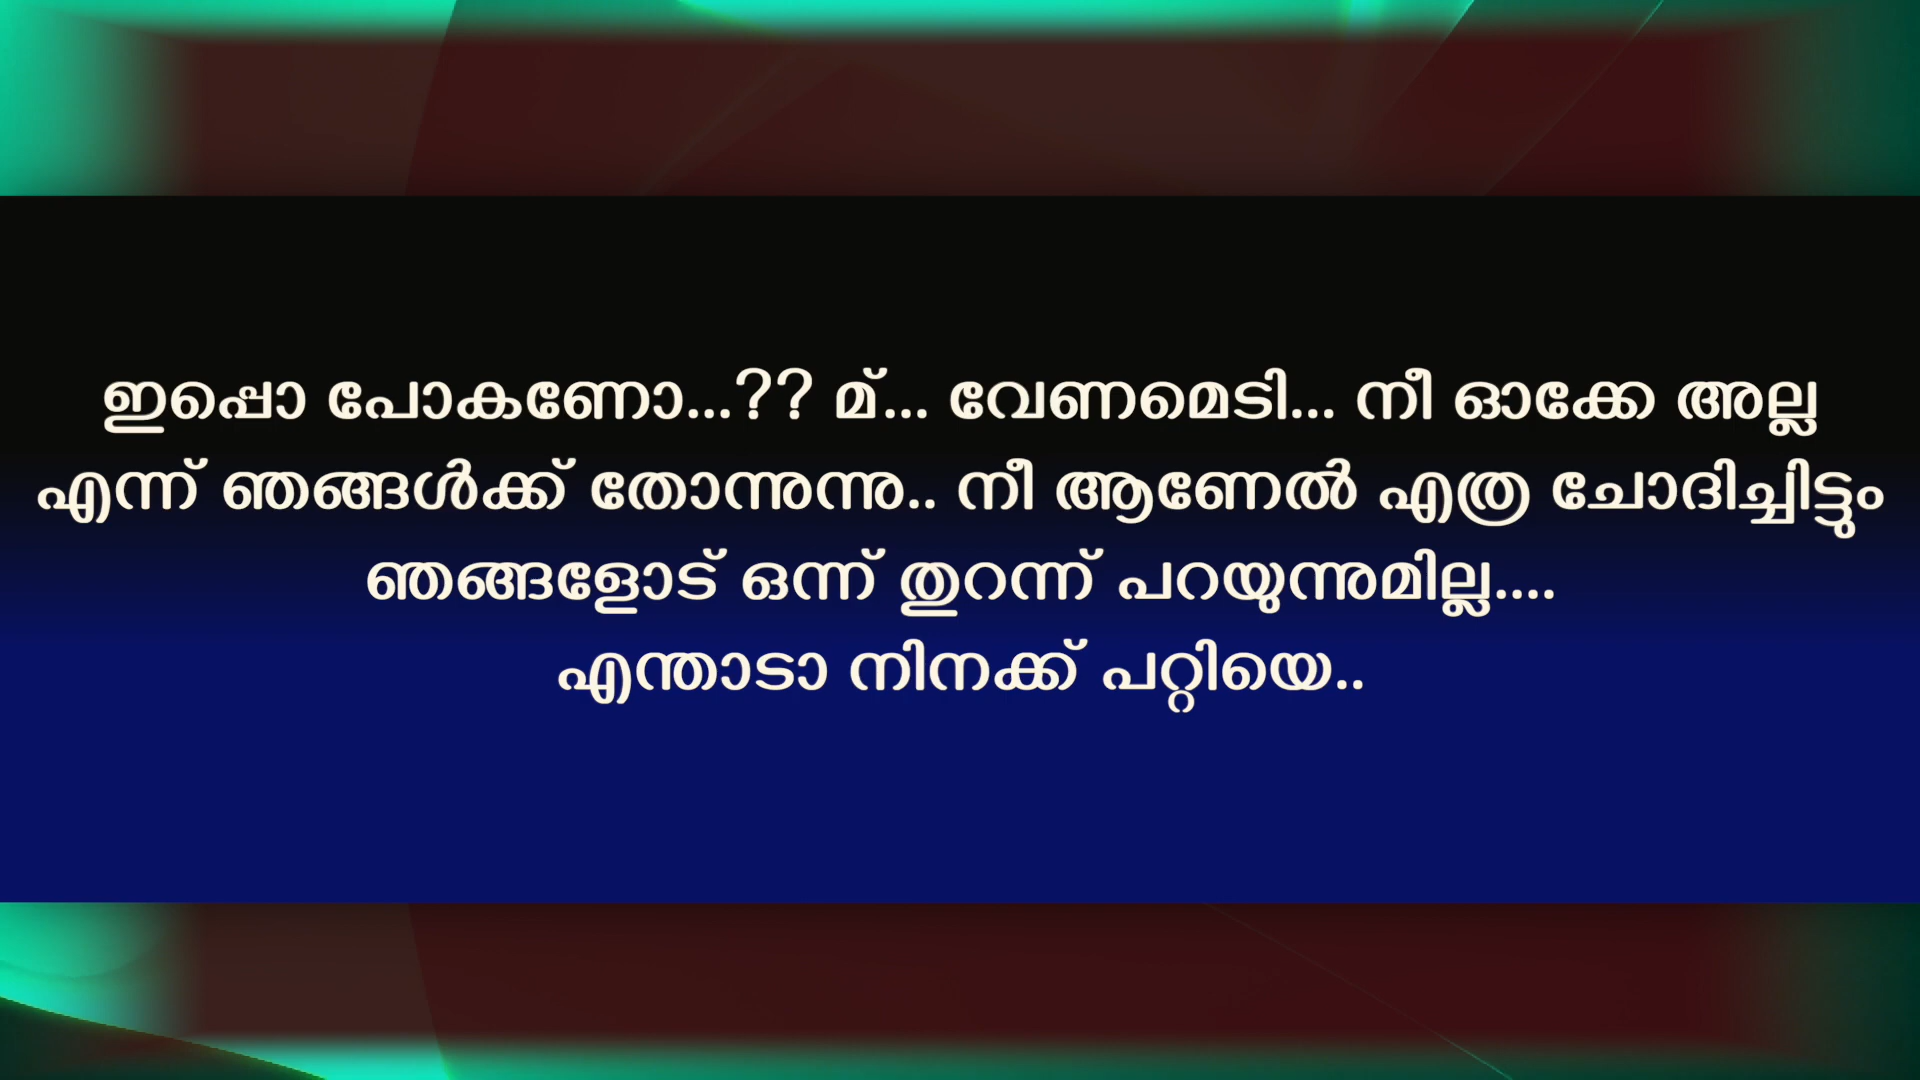 ഇപ്പൊ പോകണോ...?? മ്... വേണമെടി... നീ ഓക്കേ അല്ല
എന്ന് ഞങ്ങൾക്ക് തോന്നുന്നു.. നീ ആണേൽ എത്ര ചോദിച്ചിട്ടും
ഞങ്ങളോട് ഒന്ന് തുറന്ന് പറയുന്നുമില്ല....
എന്താടാ നിനക്ക് പറ്റിയെ..